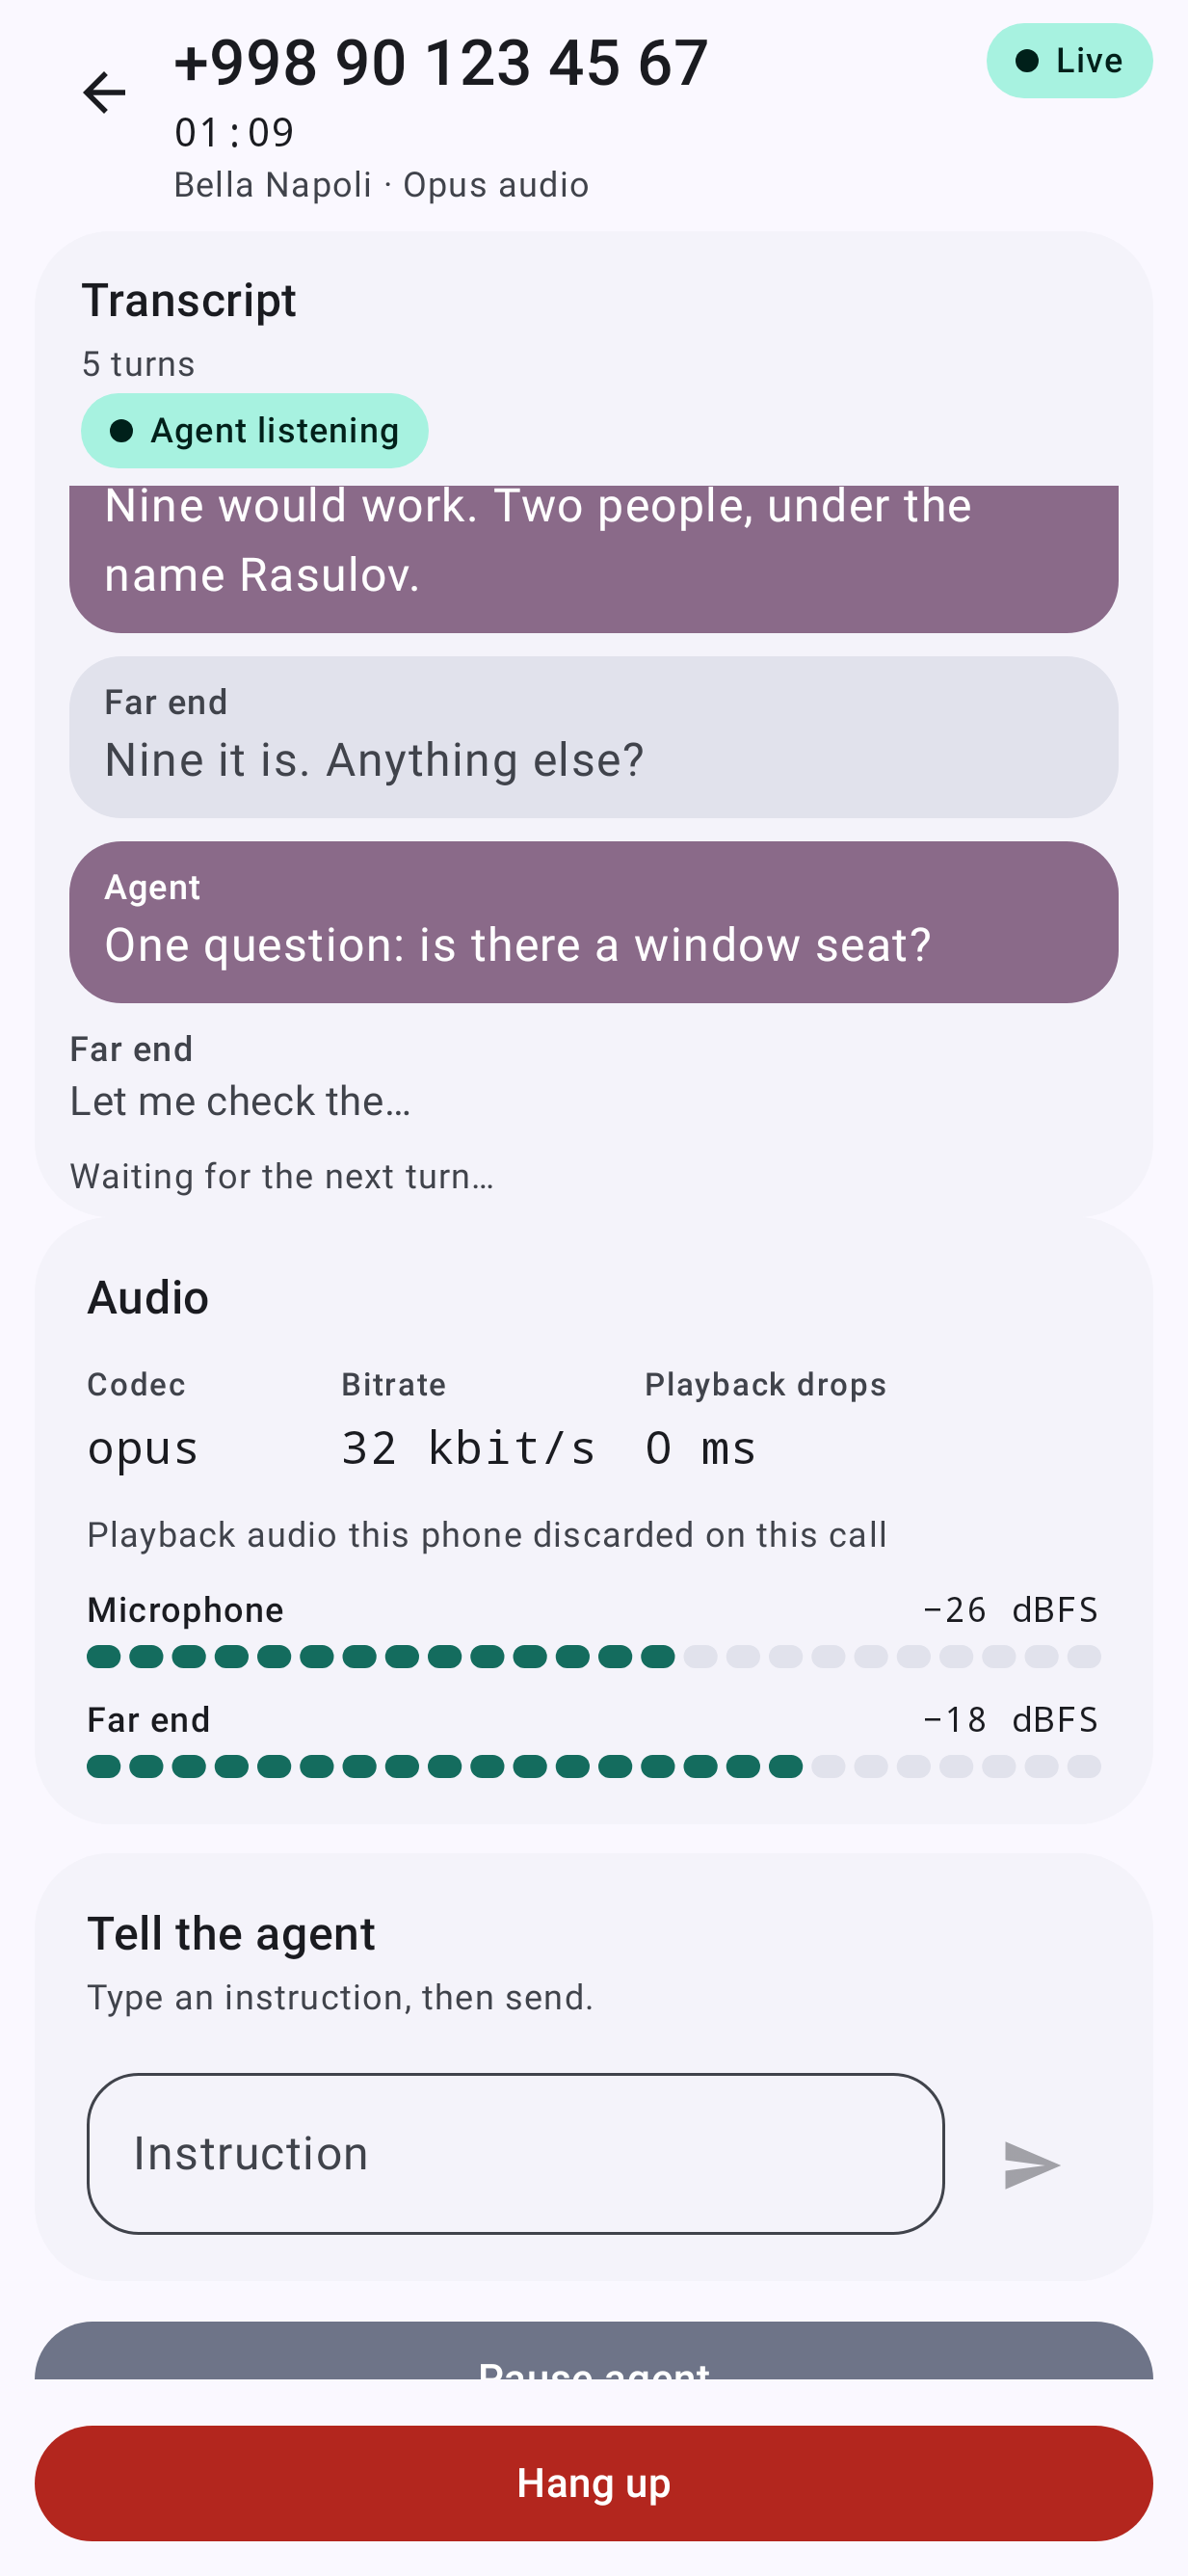 +998 90 123 45 67
Live
01:09
Bella Napoli · Opus audio
Transcript
5 turns
Agent listening
Nine would work. Two people, under the
name Rasulov.
Far end
Nine it is. Anything else?
Agent
One question: is there a window seat?
Far end
Let me check the…
Waiting for the next turn…
Audio
Codec Bitrate Playback drops
opus 32 kbit/s 0 ms
Playback audio this phone discarded on this call
Microphone −26 dBFS
Far end −18 dBFS
Tell the agent
Type an instruction, then send.
Instruction
Pause agent
Hang up